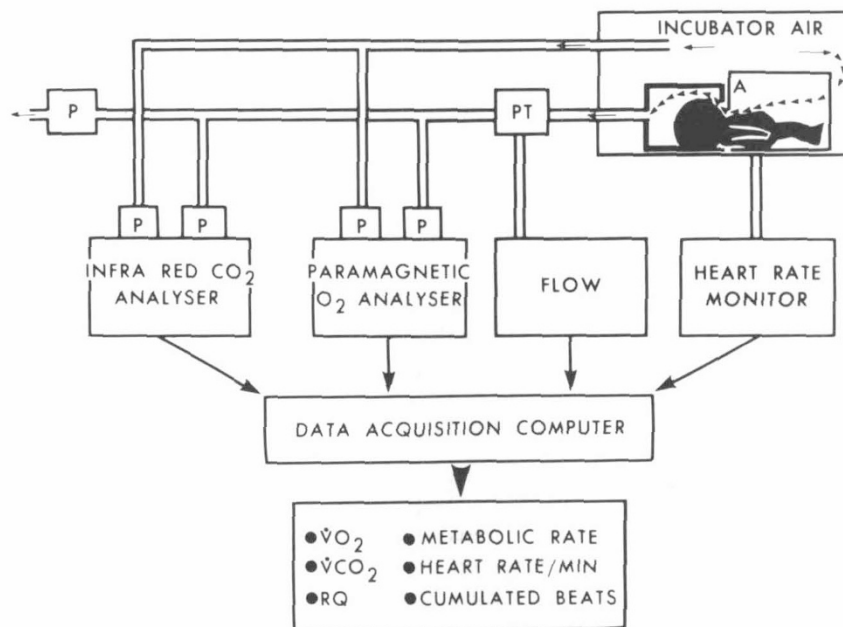 INCUBATOR AIR
A
P
PT
P
P
P
P
INFRA RED CO2
ANALYSER
PARAMAGNETIC
O2 ANALYSER
FLOW
HEART RATE
MONITOR
DATA ACQUISITION COMPUTER
●V̇O2 ●METABOLIC RATE
●V̇CO2 ●HEART RATE/MIN
●RQ ●CUMULATED BEATS